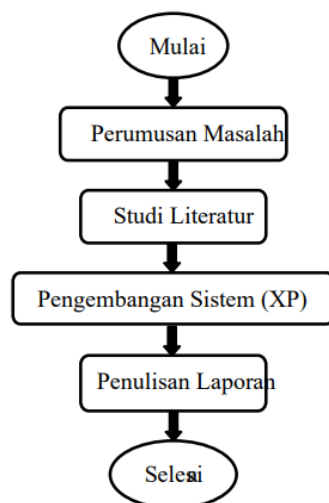 Mulai
Perumusan Masalah
Studi Literatur
Pengembangan Sistem (XP)
Penulisan Laporan
Selesai